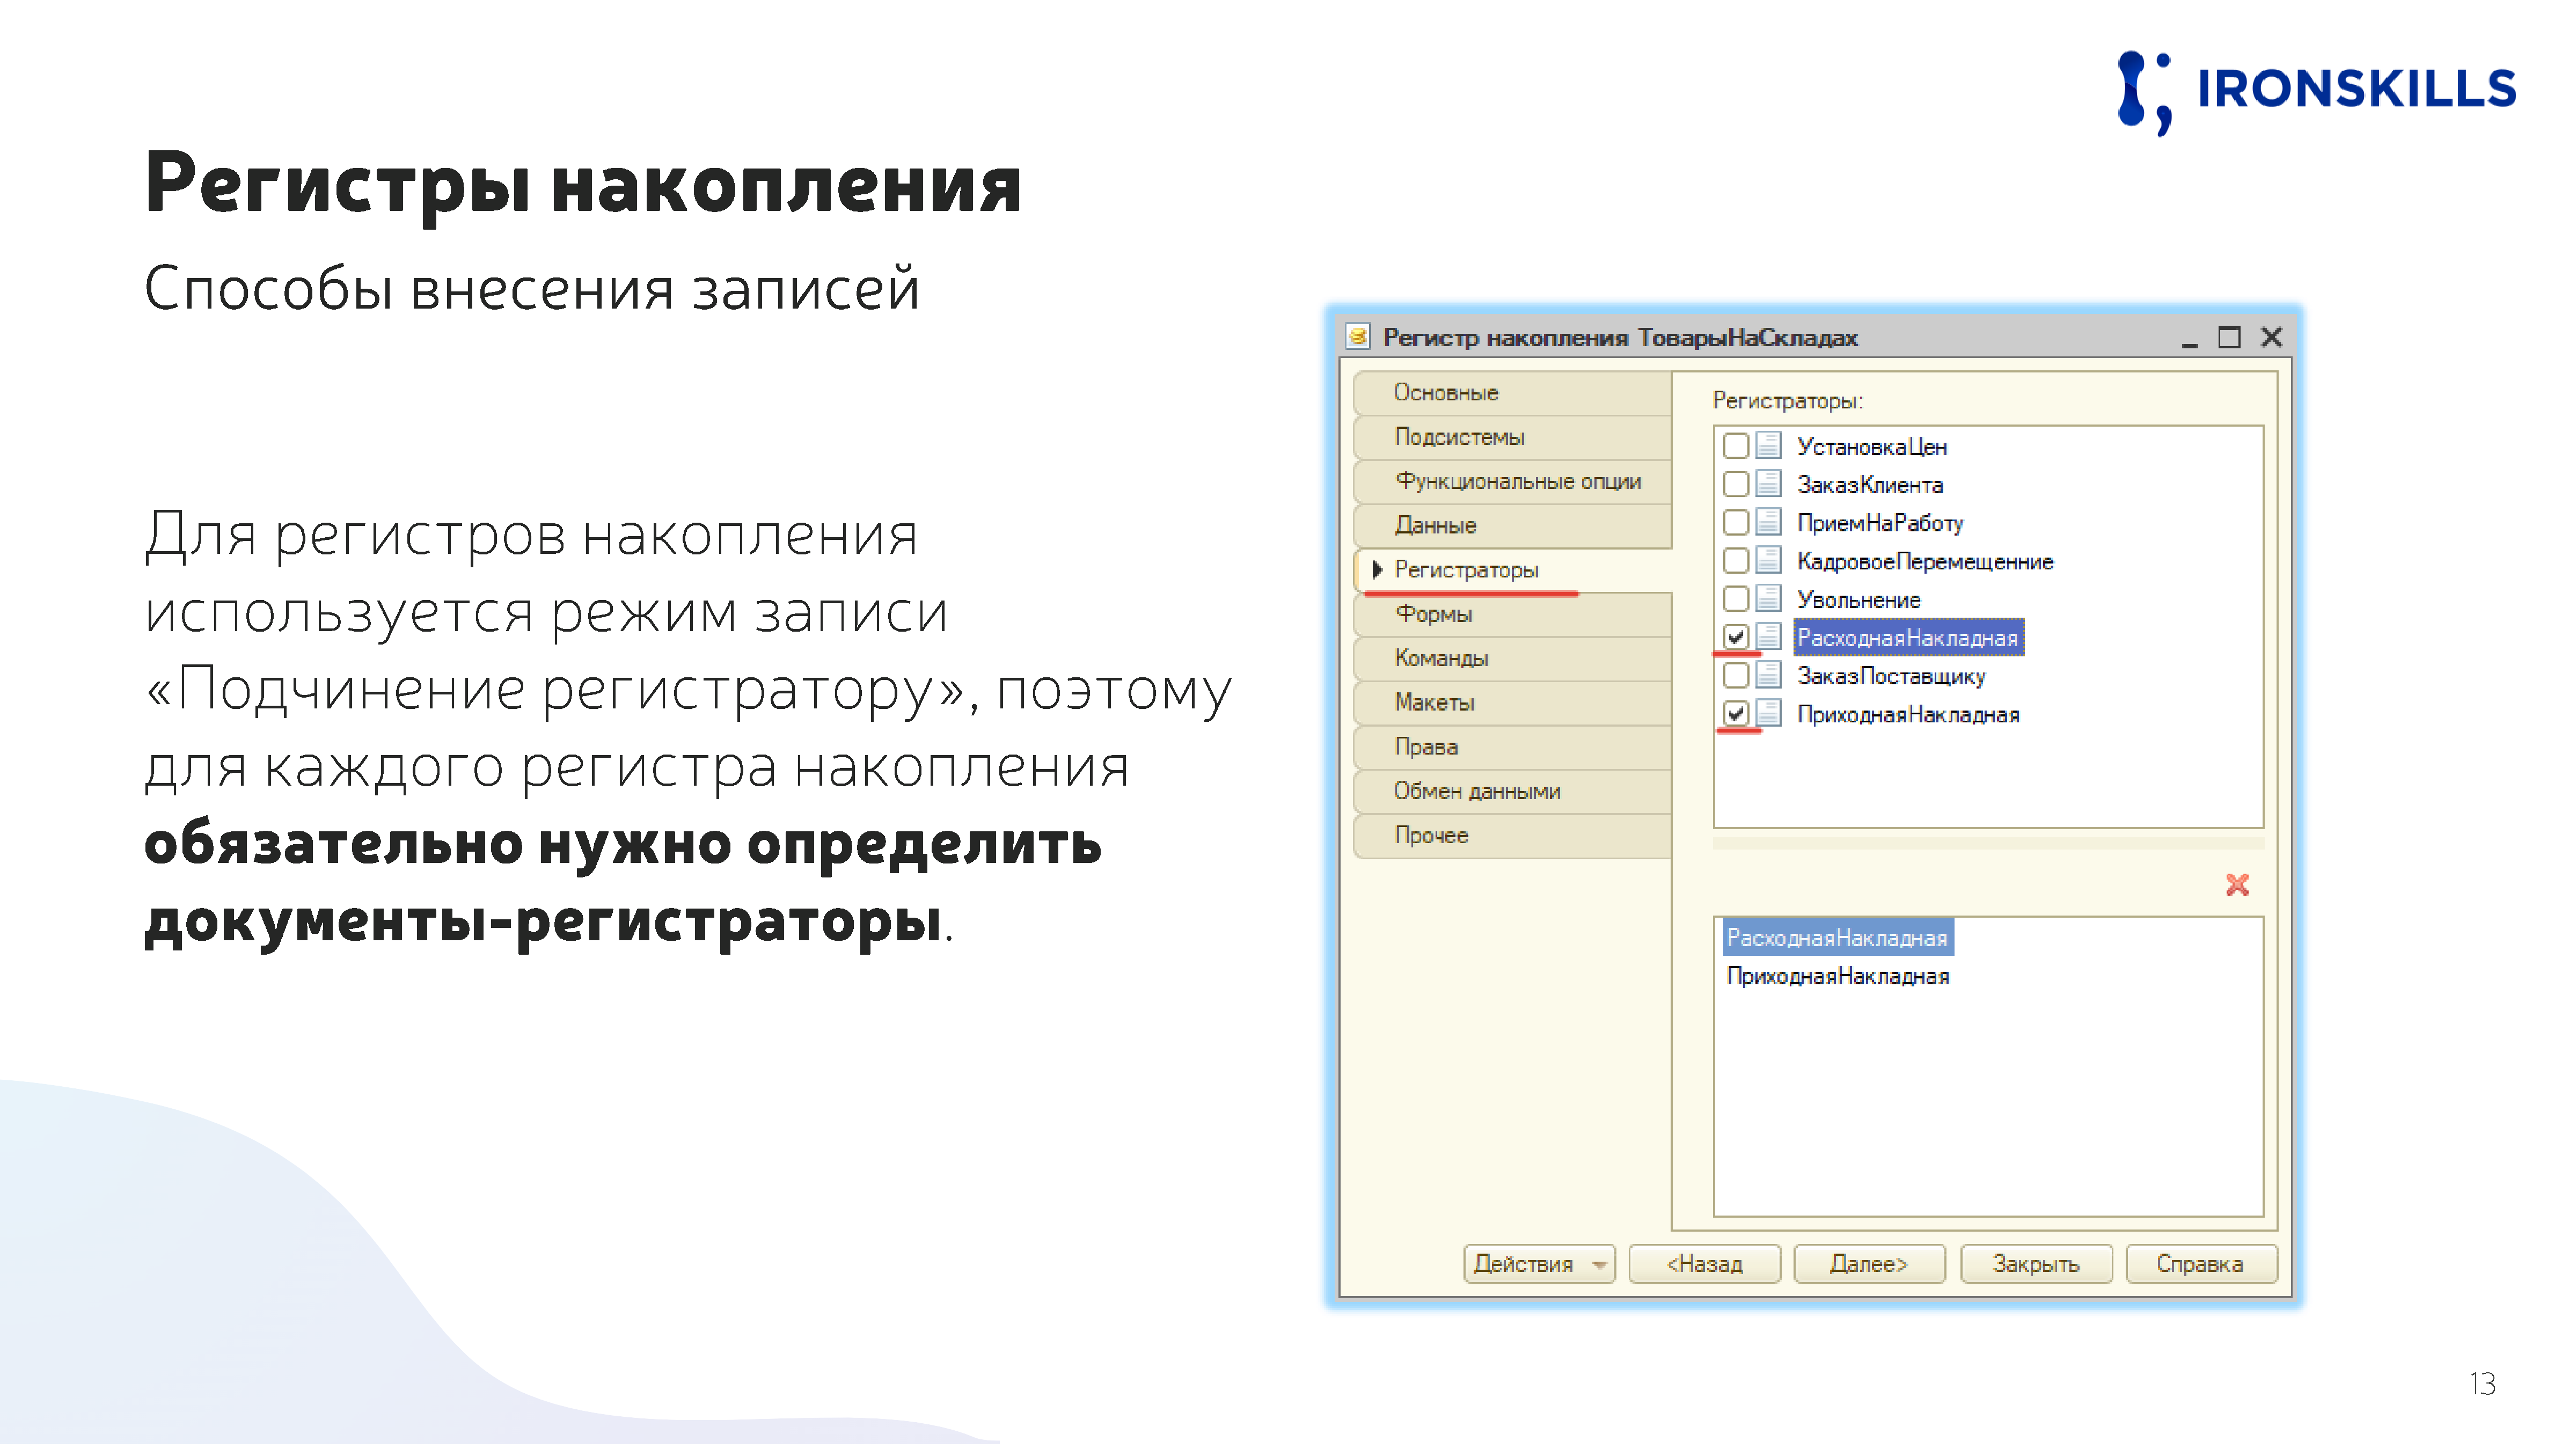 IRONSKILLS
Регистры накопления
Способы внесения записей
Для регистров накопления
используется режим записи
«Подчинение регистратору», поэтому
для каждого регистра накопления
обязательно нужно определить
документы-регистраторы.
Регистр накопления ТоварыНаСкладах
Основные
Подсистемы
Функциональные опции
Данные
Регистраторы
Формы
Команды
Макеты
Права
Обмен данными
Прочее
Регистраторы:
УстановкаЦен
ЗаказКлиента
ПриемНаРаботу
КадровоеПеремещенние
Увольнение
РасходнаяНакладная
ЗаказПоставщику
ПриходнаяНакладная
РасходнаяНакладная
ПриходнаяНакладная
Действия
<Назад
Далее>
Закрыть
Справка
13